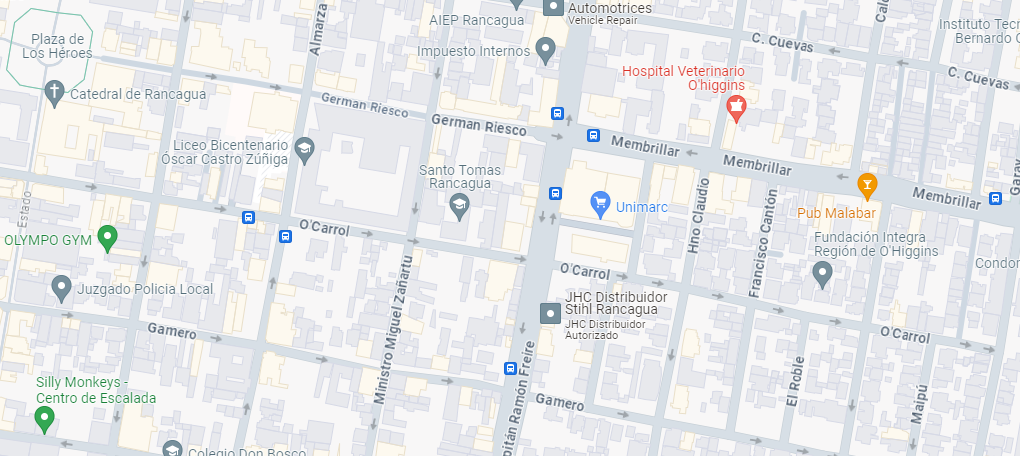 Automotrices
Vehicle Repair
AIEP Rancagua
Almarza
Impuesto Internos
C. Cuevas
Instituto Tecn
Bernardo O
C. Cuevas
Plaza de
Los Héroes
Catedral de Rancagua
Hospital Veterinario
O'higgins
German Riesco
German Riesco
Membrillar
Membrillar
Membrillar
Liceo Bicentenario
Óscar Castro Zúñiga
Santo Tomas
Rancagua
Unimarc
Pub Malabar
Garay
Estado
Hno Claudio
Francisco Cantón
OLYMPO GYM
O'Carrol
Fundación Integra
Región de O'Higgins
Condor
O'Carrol
Juzgado Policia Local
Ministro Miguel Zañartu
JHC Distribuidor
Stihl Rancagua
JHC Distribuidor
Autorizado
Gamero
O'Carrol
Silly Monkeys -
Centro de Escalada
Capitán Ramón Freire
Gamero
El Roble
Maipú
Colegio Don Bosco